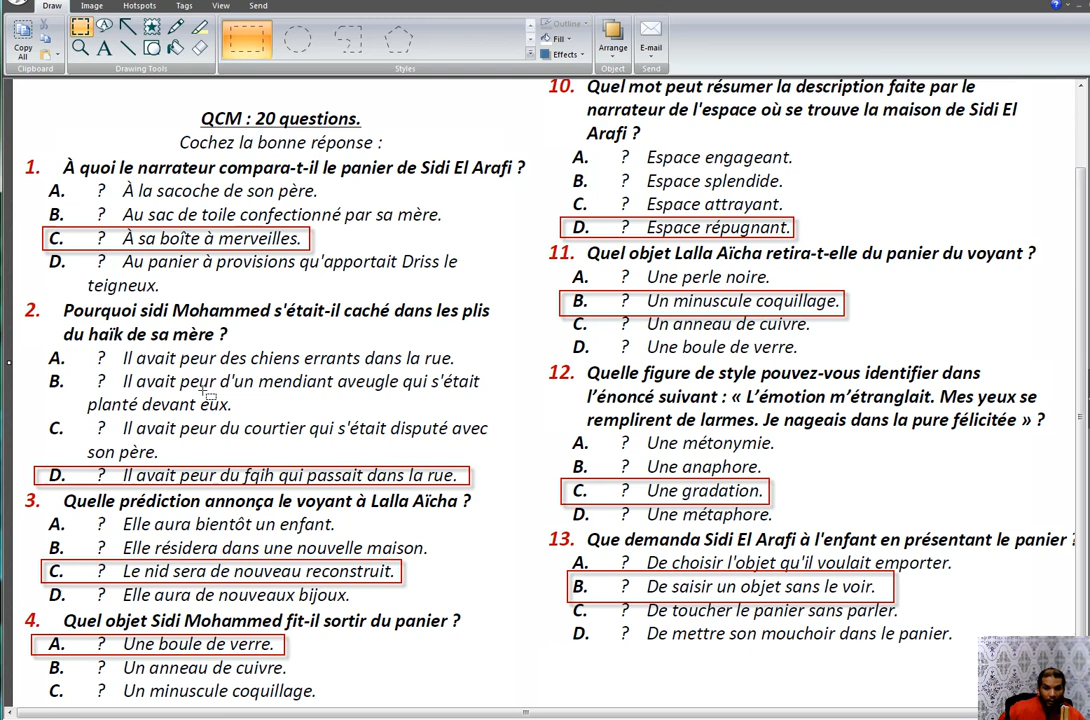 Draw Image Hotspots Tags View Send
Copy
All
Clipboard
Drawing Tools
Styles
Outline
Fill
Effects
Arrange
Object
E-mail
Send
QCM : 20 questions.
Cochez la bonne réponse :
1. À quoi le narrateur compara-t-il le panier de Sidi El Arafi ?
A. ? À la sacoche de son père.
B. ? Au sac de toile confectionné par sa mère.
C. ? À sa boîte à merveilles.
D. ? Au panier à provisions qu'apportait Driss le
teigneux.
2. Pourquoi sidi Mohammed s'était-il caché dans les plis
du haïk de sa mère ?
A. ? Il avait peur des chiens errants dans la rue.
B. ? Il avait peur d'un mendiant aveugle qui s'était
planté devant eux.
C. ? Il avait peur du courtier qui s'était disputé avec
son père.
D. ? Il avait peur du fqih qui passait dans la rue.
3. Quelle prédiction annonça le voyant à Lalla Aïcha ?
A. ? Elle aura bientôt un enfant.
B. ? Elle résidera dans une nouvelle maison.
C. ? Le nid sera de nouveau reconstruit.
D. ? Elle aura de nouveaux bijoux.
4. Quel objet Sidi Mohammed fit-il sortir du panier ?
A. ? Une boule de verre.
B. ? Un anneau de cuivre.
C. ? Un minuscule coquillage.
10. Quel mot peut résumer la description faite par le
narrateur de l'espace où se trouve la maison de Sidi El
Arafi ?
A. ? Espace engageant.
B. ? Espace splendide.
C. ? Espace attrayant.
D. ? Espace répugnant.
11. Quel objet Lalla Aïcha retira-t-elle du panier du voyant ?
A. ? Une perle noire.
B. ? Un minuscule coquillage.
C. ? Un anneau de cuivre.
D. ? Une boule de verre.
12. Quelle figure de style pouvez-vous identifier dans
l’énoncé suivant : « L’émotion m’étranglait. Mes yeux se
remplirent de larmes. Je nageais dans la pure félicitée » ?
A. ? Une métonymie.
B. ? Une anaphore.
C. ? Une gradation.
D. ? Une métaphore.
13. Que demanda Sidi El Arafi à l'enfant en présentant le panier ?
A. ? De choisir l'objet qu'il voulait emporter.
B. ? De saisir un objet sans le voir.
C. ? De toucher le panier sans parler.
D. ? De mettre son mouchoir dans le panier.